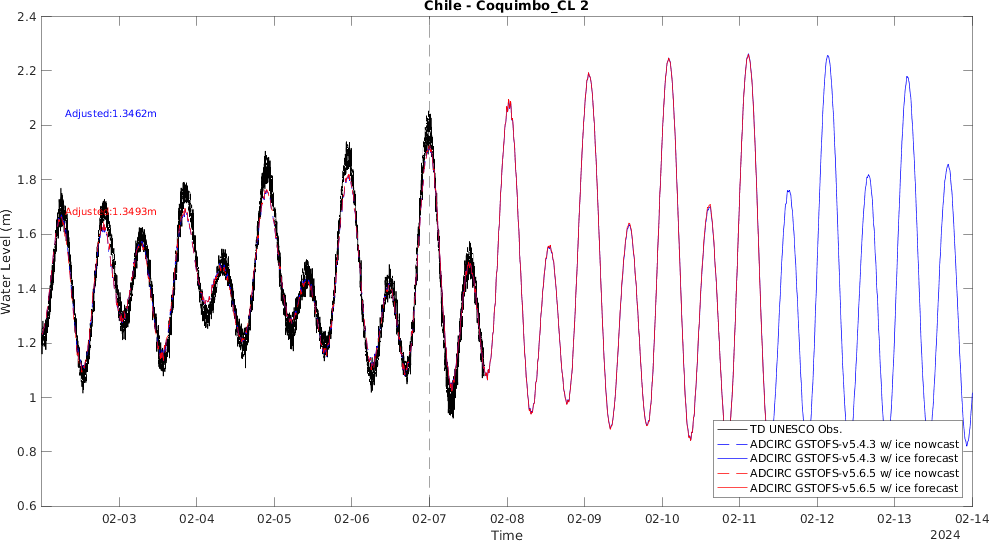 Chile - Coquimbo_CL 2
2.4
2.2
2
1.8
1.6
1.4
1.2
1
0.8
0.6
Water Level (m)
Adjusted:1.3462m
Adjusted:1.3493m
TD UNESCO Obs.
ADCIRC GSTOFS-v5.4.3 w/ ice nowcast
ADCIRC GSTOFS-v5.4.3 w/ ice forecast
ADCIRC GSTOFS-v5.6.5 w/ ice nowcast
ADCIRC GSTOFS-v5.6.5 w/ ice forecast
02-03 02-04 02-05 02-06 02-07 02-08 02-09 02-10 02-11 02-12 02-13 02-14
Time
2024